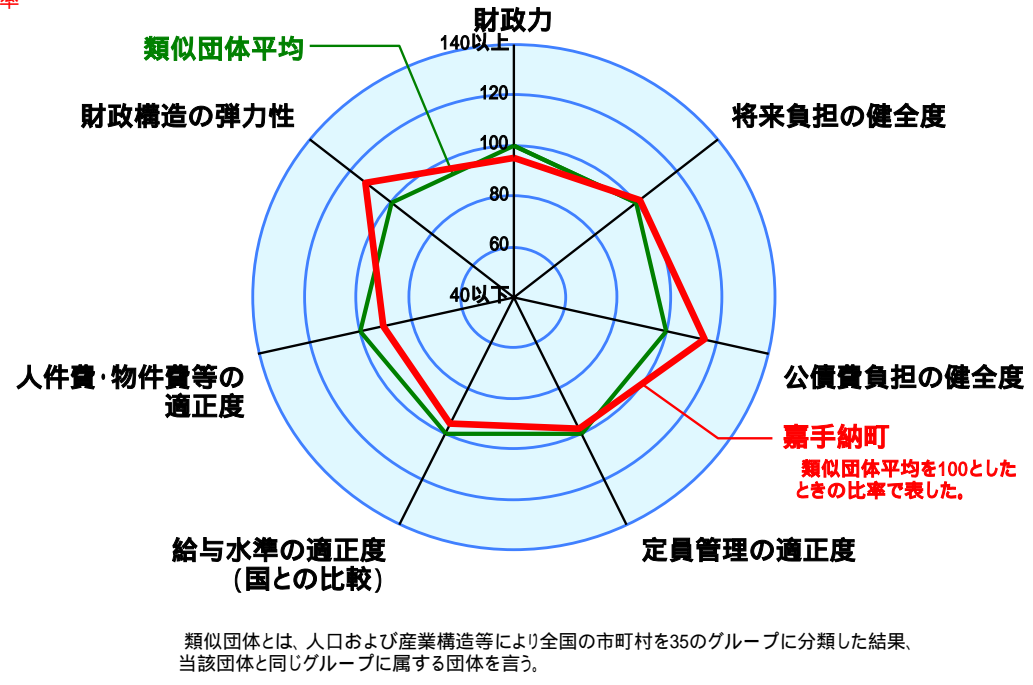 率
財政力
140以上
類似団体平均
120
財政構造の弾力性
将来負担の健全度
100
80
60
40以下
人件費・物件費等の
適正度
公債費負担の健全度
嘉手納町
類似団体平均を100とした
ときの比率で表した。
給与水準の適正度
(国との比較)
定員管理の適正度
類似団体とは、人口および産業構造等により全国の市町村を35のグループに分類した結果、
当該団体と同じグループに属する団体を言う。